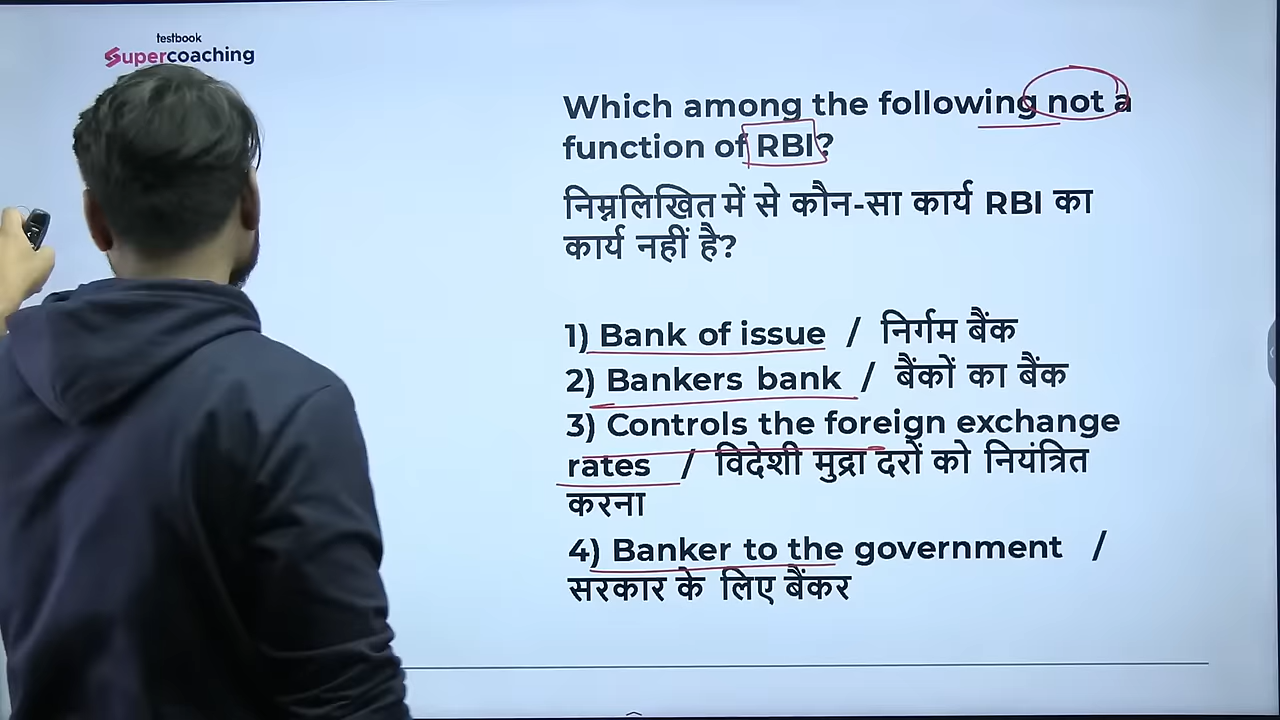 testbook
Supercoaching
Which among the following not a
function of RBI?
निम्नलिखित में से कौन-सा कार्य RBI का
कार्य नहीं है?
1) Bank of issue / निर्गम बैंक
2) Bankers bank / बैंकों का बैंक
3) Controls the foreign exchange
rates / विदेशी मुद्रा दरों को नियंत्रित
करना
4) Banker to the government /
सरकार के लिए बैंकर